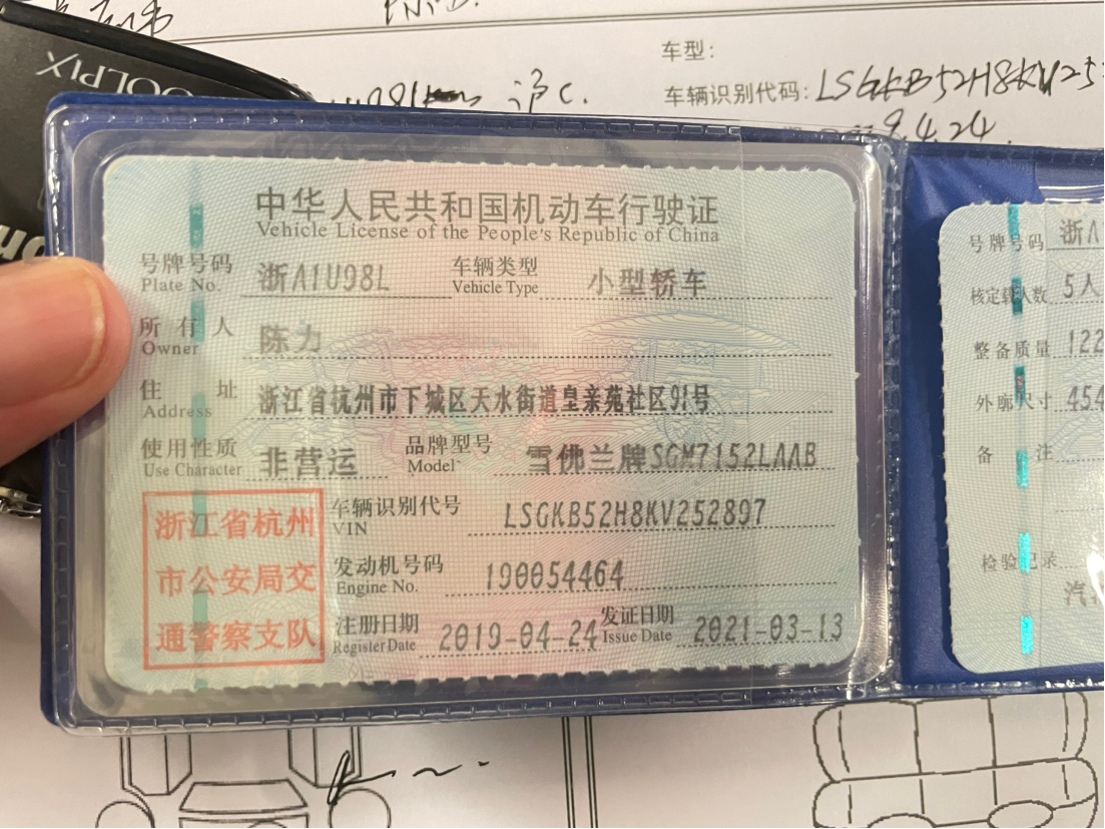 车型:
车辆识别代码: LSGKB52H8KV25
9.4.24
沪C.
OOLPIX
中华人民共和国机动车行驶证
Vehicle License of the People's Republic of China
号牌号码 浙A1U98L 车辆类型 小型轿车
Plate No. Vehicle Type
所有人 陈力
Owner
住址 浙江省杭州市下城区天水街道皇亲苑社区91号
Address
使用性质 非营运 品牌型号 雪佛兰牌SGM7152LAAB
Use Character Model
浙江省杭州
市公安局交
通警察支队
车辆识别代号 LSGKB52H8KV252897
VIN
发动机号码 190054464
Engine No.
注册日期 2019-04-24 发证日期 2021-03-13
Register Date Issue Date
号牌号码 浙A
核定载人数 5人
整备质量 122
外廓尺寸 454
备注
检验记录
汽